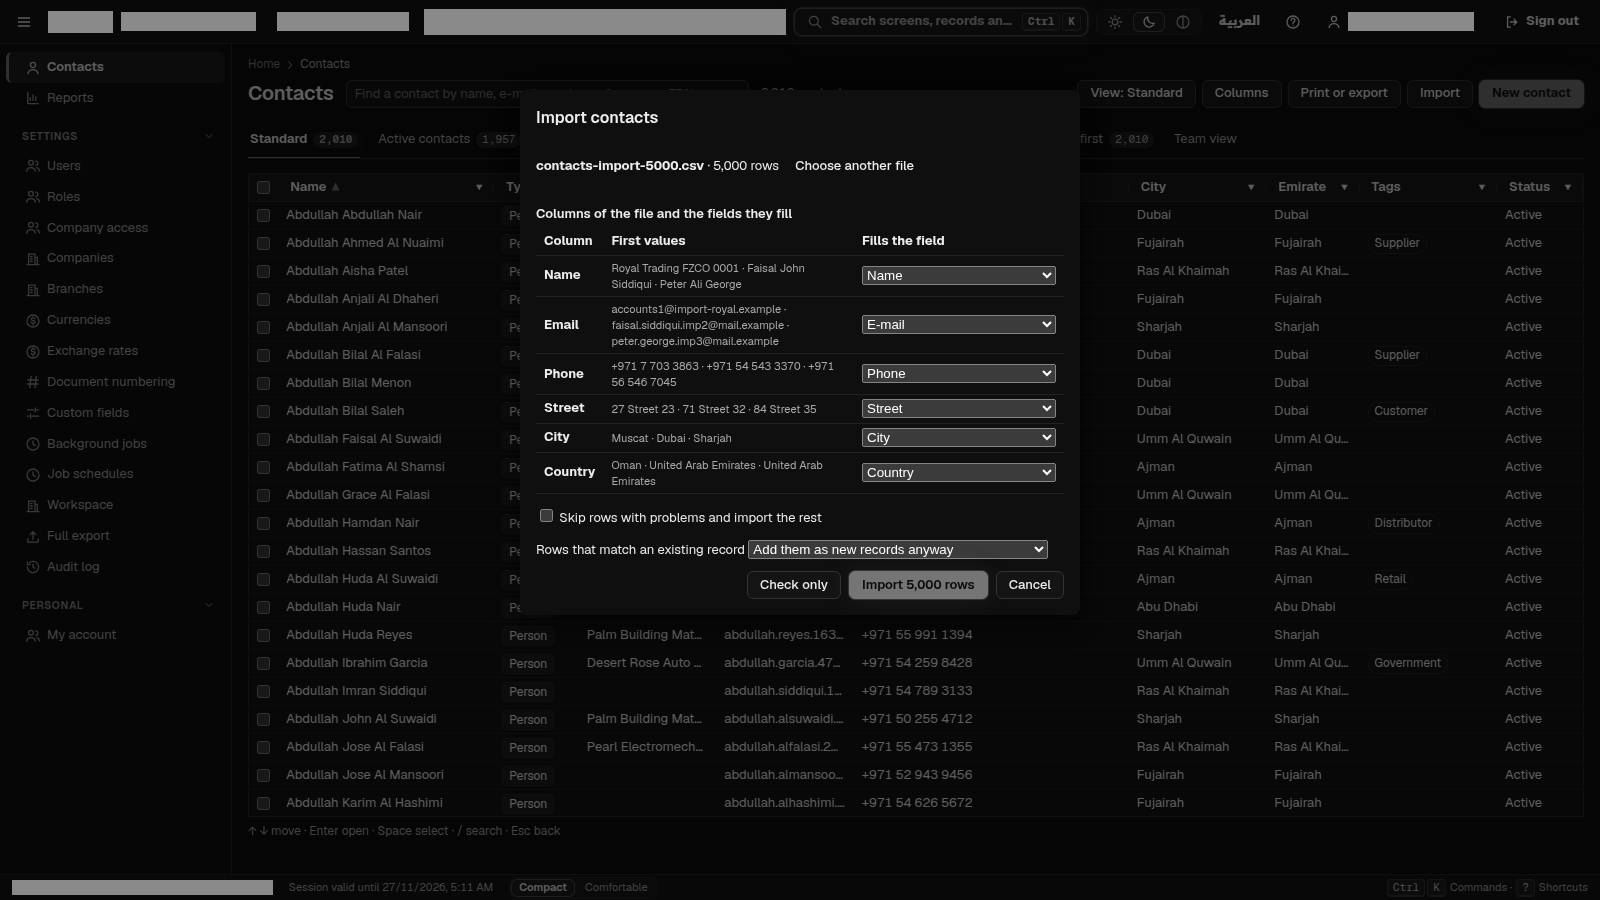 Search screens, records an... Ctrl K
العربية
Sign out
Contacts
Reports
SETTINGS
Users
Roles
Company access
Companies
Branches
Currencies
Exchange rates
Document numbering
Custom fields
Background jobs
Job schedules
Workspace
Full export
Audit log
PERSONAL
My account
Home > Contacts
Contacts
Find a contact by name, e-m
View: Standard Columns Print or export Import New contact
Standard 2,010 Active contacts 1,957 first 2,010 Team view
Name Ty City Emirate Tags Status
Abdullah Abdullah Nair Pe Dubai Dubai Active
Abdullah Ahmed Al Nuaimi Pe Fujairah Fujairah Supplier Active
Abdullah Aisha Patel Pe Ras Al Khaimah Ras Al Khai... Active
Abdullah Anjali Al Dhaheri Pe Fujairah Fujairah Active
Abdullah Anjali Al Mansoori Pe Sharjah Sharjah Active
Abdullah Bilal Al Falasi Pe Dubai Dubai Supplier Active
Abdullah Bilal Menon Pe Dubai Dubai Active
Abdullah Bilal Saleh Pe Dubai Dubai Customer Active
Abdullah Faisal Al Suwaidi Pe Umm Al Quwain Umm Al Qu... Active
Abdullah Fatima Al Shamsi Pe Ajman Ajman Active
Abdullah Grace Al Falasi Pe Umm Al Quwain Umm Al Qu... Active
Abdullah Hamdan Nair Pe Ajman Ajman Distributor Active
Abdullah Hassan Santos Pe Ras Al Khaimah Ras Al Khai... Active
Abdullah Huda Al Suwaidi Pe Ajman Ajman Retail Active
Abdullah Huda Nair Pe Abu Dhabi Abu Dhabi Active
Abdullah Huda Reyes Person Palm Building Mat... abdullah.reyes.163... +971 55 991 1394 Sharjah Sharjah Active
Abdullah Ibrahim Garcia Person Desert Rose Auto ... abdullah.garcia.47... +971 54 259 8428 Umm Al Quwain Umm Al Qu... Government Active
Abdullah Imran Siddiqui Person abdullah.siddiqui.1... +971 54 789 3133 Ras Al Khaimah Ras Al Khai... Active
Abdullah John Al Suwaidi Person Palm Building Mat... abdullah.alsuwaidi.... +971 50 255 4712 Sharjah Sharjah Active
Abdullah Jose Al Falasi Person Pearl Electromech... abdullah.alfalasi.2... +971 55 473 1355 Ras Al Khaimah Ras Al Khai... Active
Abdullah Jose Al Mansoori Person abdullah.almansoo... +971 52 943 9456 Fujairah Fujairah Active
Abdullah Karim Al Hashimi Person abdullah.alhashimi.... +971 54 626 5672 Fujairah Fujairah Active
↑↓ move · Enter open · Space select · / search · Esc back
Import contacts
contacts-import-5000.csv · 5,000 rows Choose another file
Columns of the file and the fields they fill
Column First values Fills the field
Name Royal Trading FZCO 0001 · Faisal John Siddiqui · Peter Ali George Name
Email accounts1@import-royal.example · faisal.siddiqui.imp2@mail.example · peter.george.imp3@mail.example E-mail
Phone +971 7 703 3863 · +971 54 543 3370 · +971 56 546 7045 Phone
Street 27 Street 23 · 71 Street 32 · 84 Street 35 Street
City Muscat · Dubai · Sharjah City
Country Oman · United Arab Emirates · United Arab Emirates Country
Skip rows with problems and import the rest
Rows that match an existing record Add them as new records anyway
Check only Import 5,000 rows Cancel
Session valid until 27/11/2026, 5:11 AM Compact Comfortable
Ctrl K Commands · ? Shortcuts